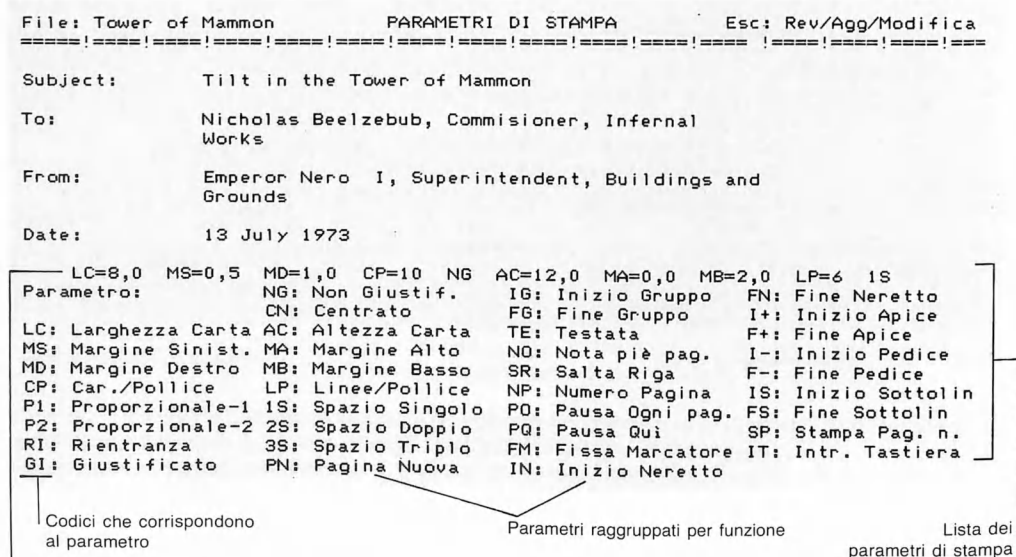 File: Tower of Mammon PARAMETRI DI STAMPA Esc: Rev/Agg/Modifica
=====!====!====!====!====!====!====!====!====!====!====!====!====!====!====!===
Subject: Tilt in the Tower of Mammon
To: Nicholas Beelzebub, Commisioner, Infernal
Works
From: Emperor Nero I, Superintendent, Buildings and
Grounds
Date: 13 July 1973
LC=8,0 MS=0,5 MD=1,0 CP=10 NG AC=12,0 MA=0,0 MB=2,0 LP=6 1S
Parametro: NG: Non Giustif. IG: Inizio Gruppo FN: Fine Neretto
CN: Centrato FG: Fine Gruppo I+: Inizio Apice
LC: Larghezza Carta AC: Altezza Carta TE: Testata F+: Fine Apice
MS: Margine Sinist. MA: Margine Alto NO: Nota piè pag. I-: Inizio Pedice
MD: Margine Destro MB: Margine Basso SR: Salta Riga F-: Fine Pedice
CP: Car./Pollice LP: Linee/Pollice NP: Numero Pagina IS: Inizio Sottolin
P1: Proporzionale-1 1S: Spazio Singolo PO: Pausa Ogni pag. FS: Fine Sottolin
P2: Proporzionale-2 2S: Spazio Doppio PQ: Pausa Quì SP: Stampa Pag. n.
RI: Rientranza 3S: Spazio Triplo FM: Fissa Marcatore IT: Intr. Tastiera
GI: Giustificato PN: Pagina Nuova IN: Inizio Neretto
Codici che corrispondono
al parametro
Parametri raggruppati per funzione
Lista dei
parametri di stampa